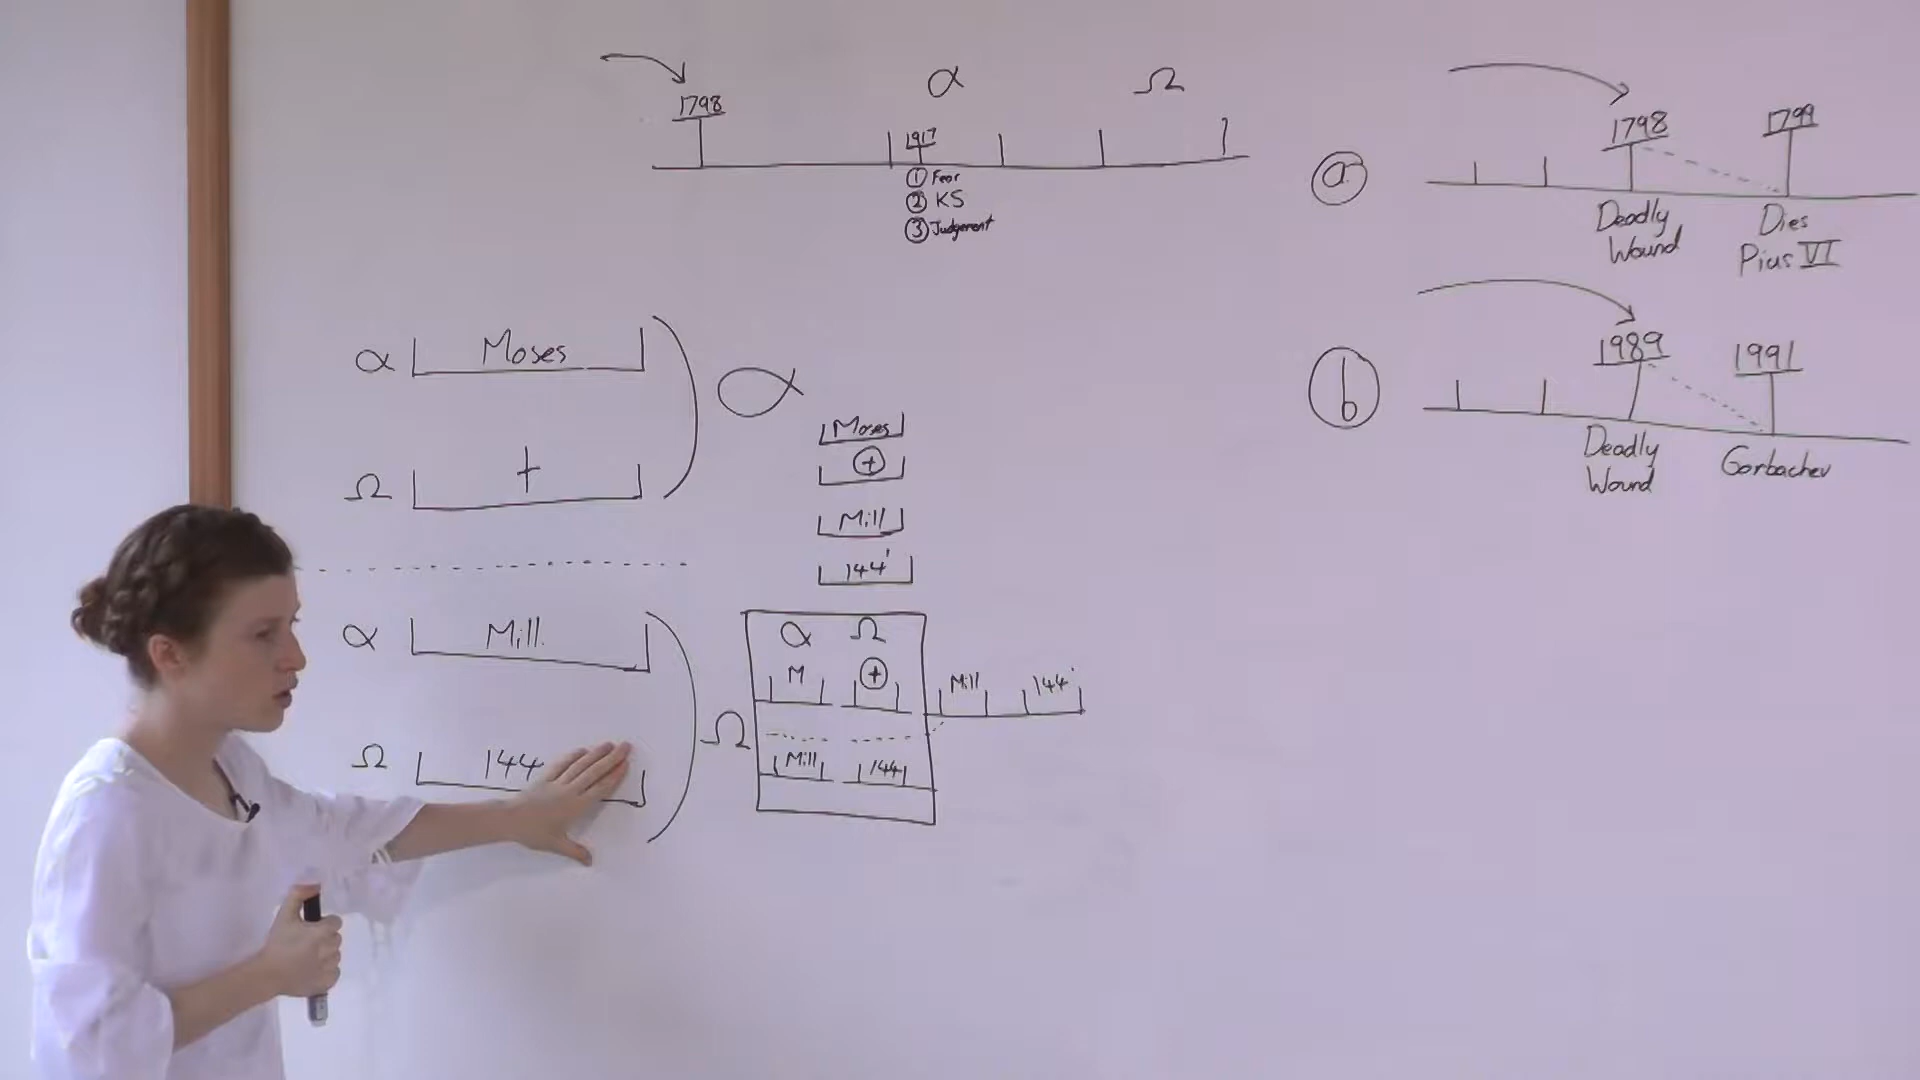 α Ω
1798
1917
① Fear
② KS
③ Judgement
α Moses
Ω +
α
Moses
+
Mill
144'
α Mill.
Ω 144
Ω
α Ω
M +
Mill 144'
Mill 144
a
1798 1799
Deadly
Wound
Dies
Pius VI
b
1989 1991
Deadly
Wound
Gorbachev